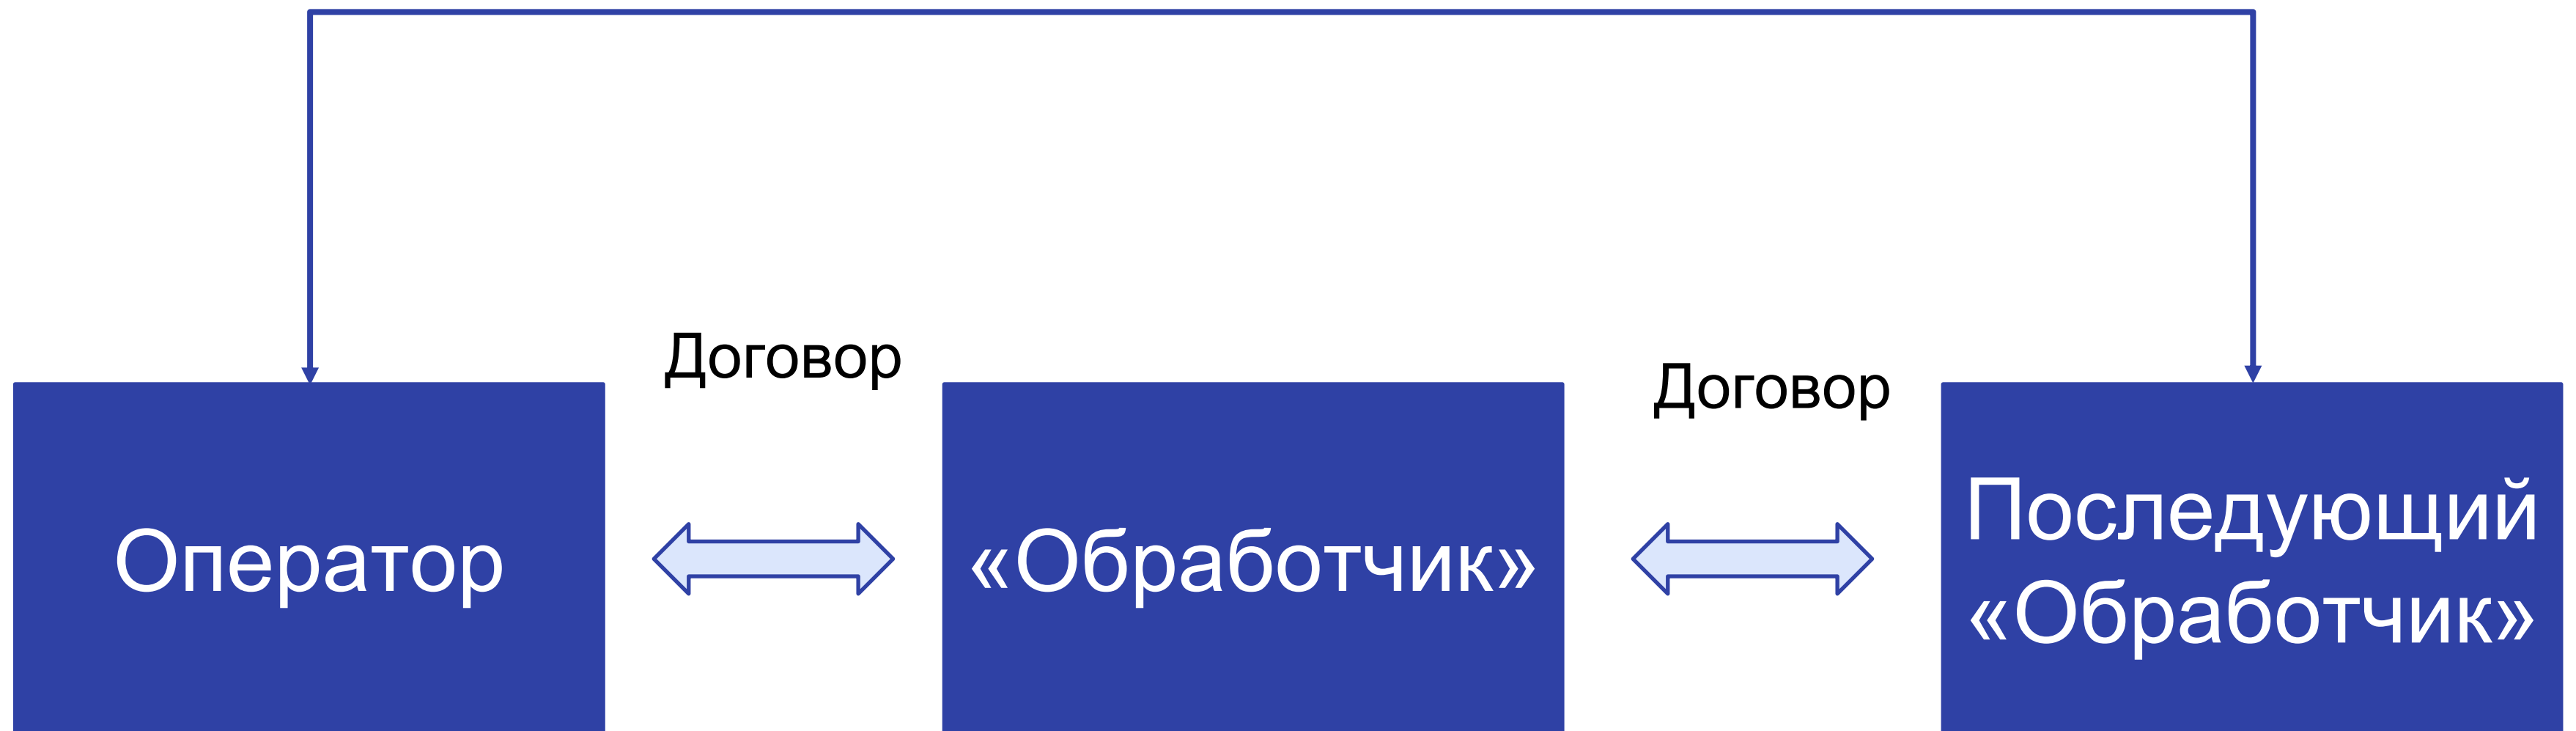 Договор
Договор
Оператор
«Обработчик»
Последующий
«Обработчик»